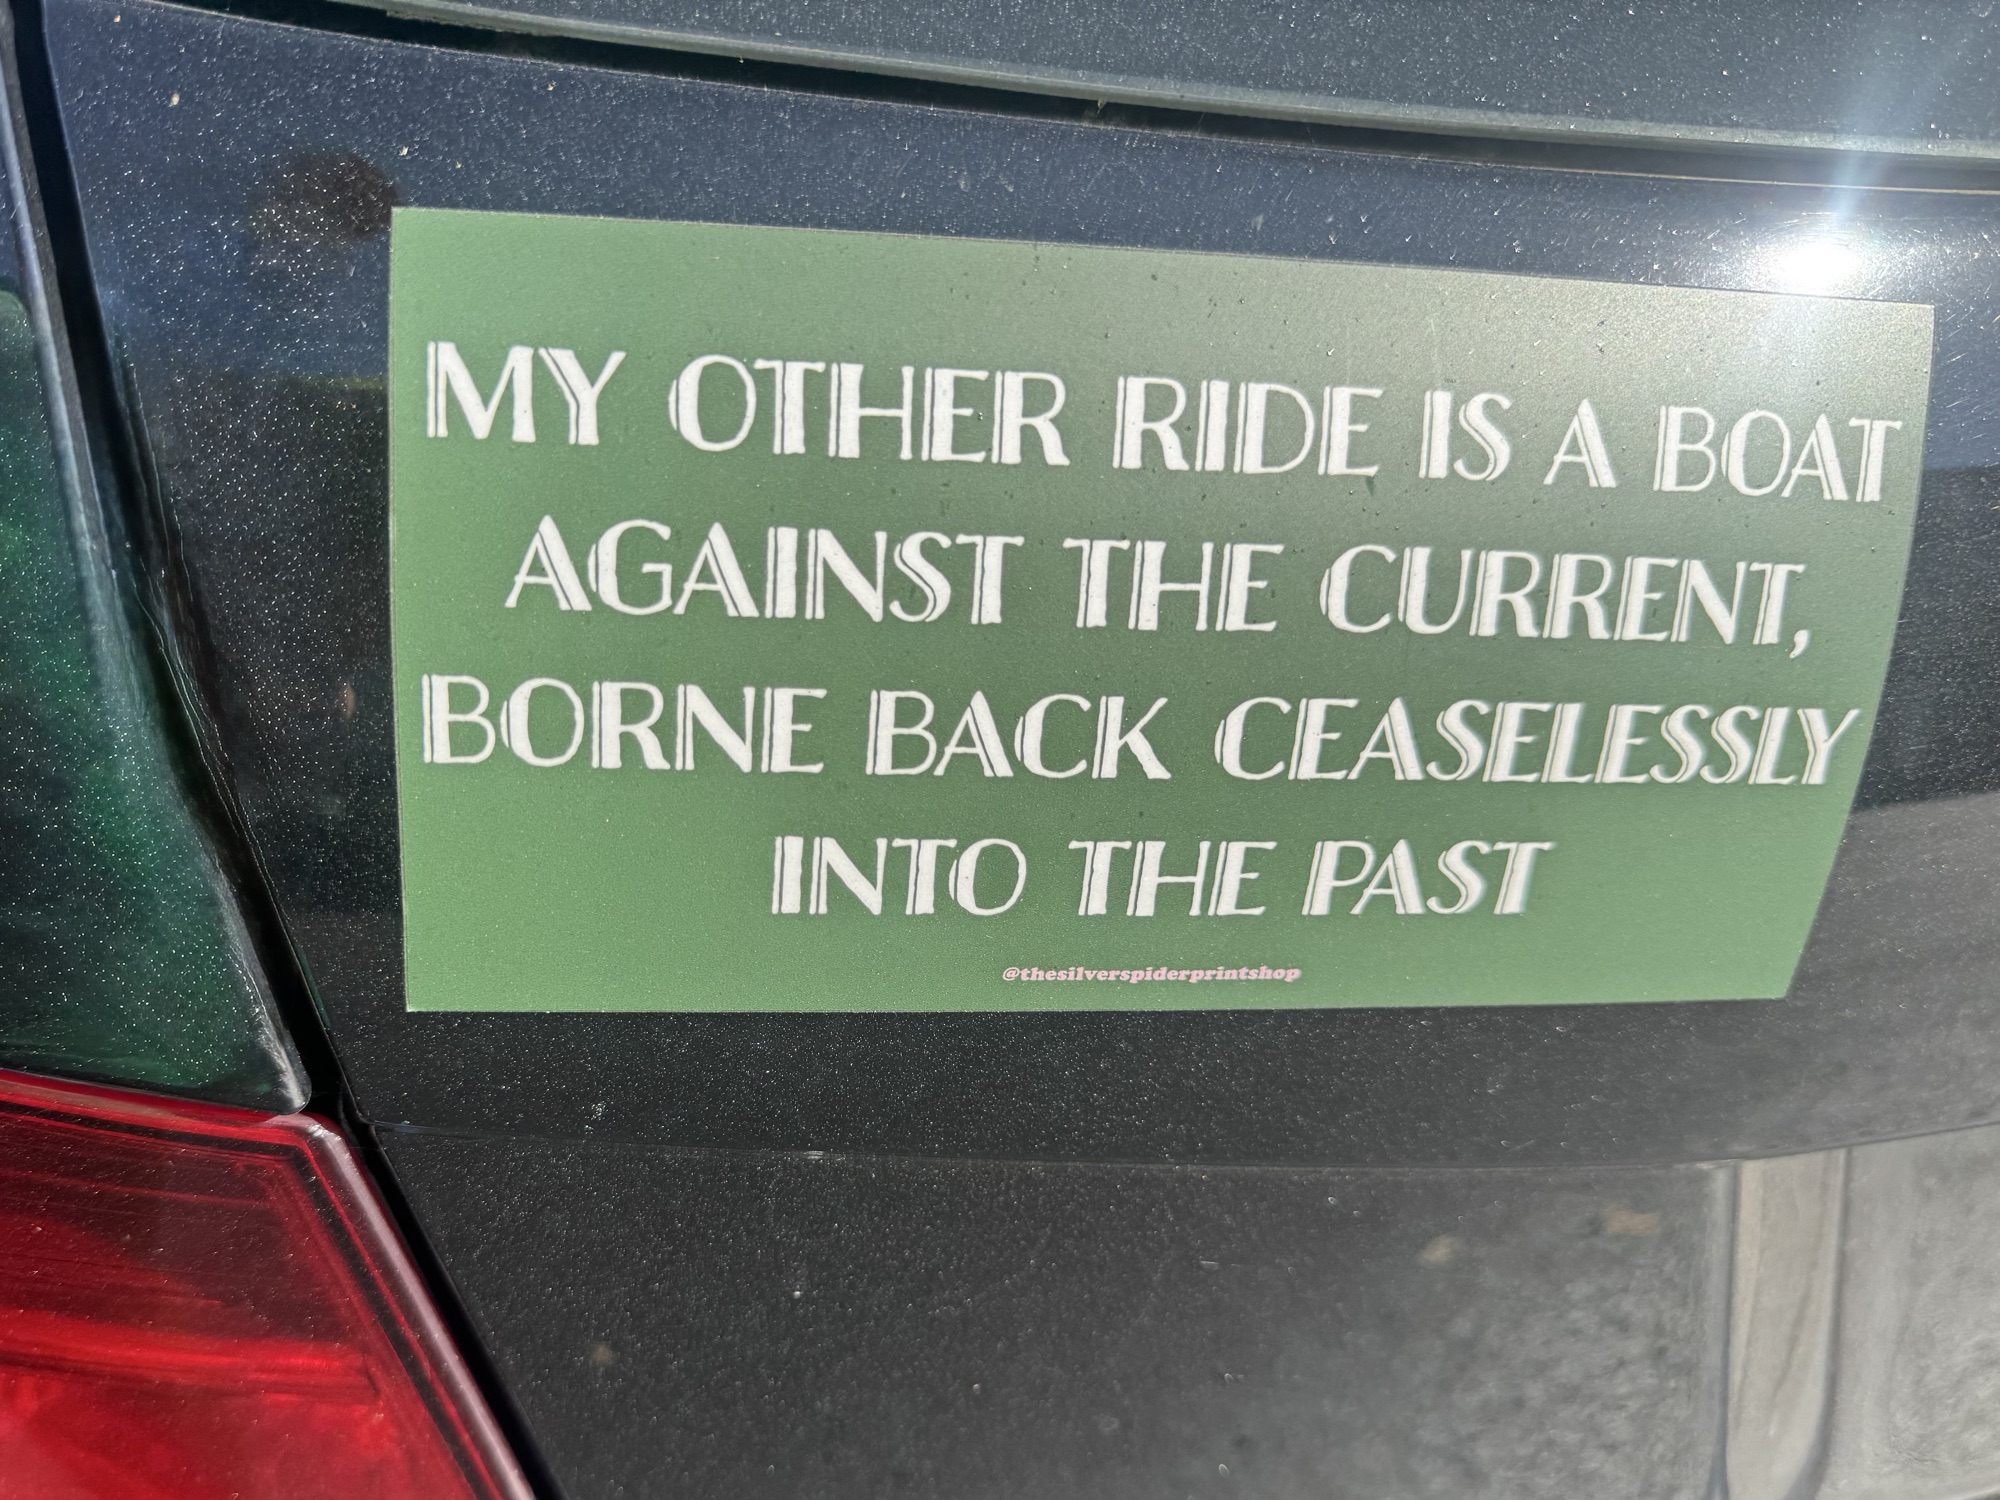 MY OTHER RIDE IS A BOAT
AGAINST THE CURRENT,
BORNE BACK CEASELESSLY
INTO THE PAST
@thesilverspiderprintshop